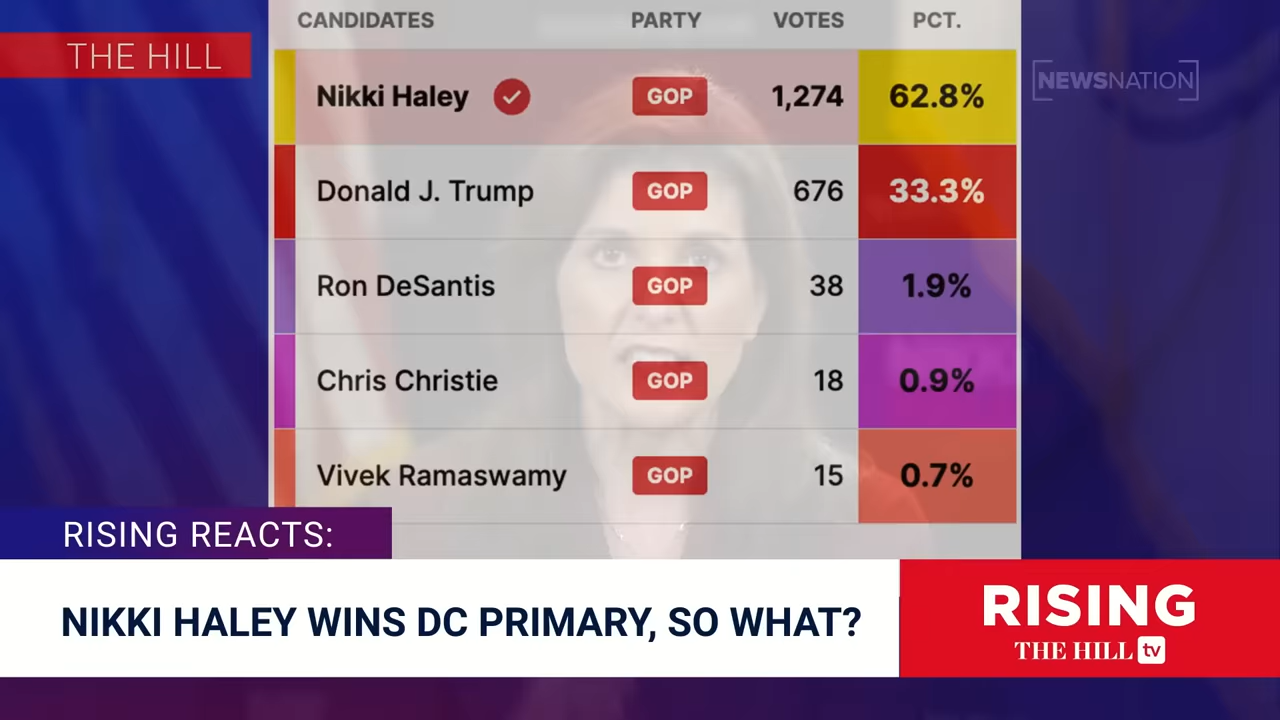 CANDIDATES PARTY VOTES PCT.
THE HILL
NEWSNATION
Nikki Haley GOP 1,274 62.8%
Donald J. Trump GOP 676 33.3%
Ron DeSantis GOP 38 1.9%
Chris Christie GOP 18 0.9%
Vivek Ramaswamy GOP 15 0.7%
RISING REACTS:
NIKKI HALEY WINS DC PRIMARY, SO WHAT?
RISING
THE HILL tv